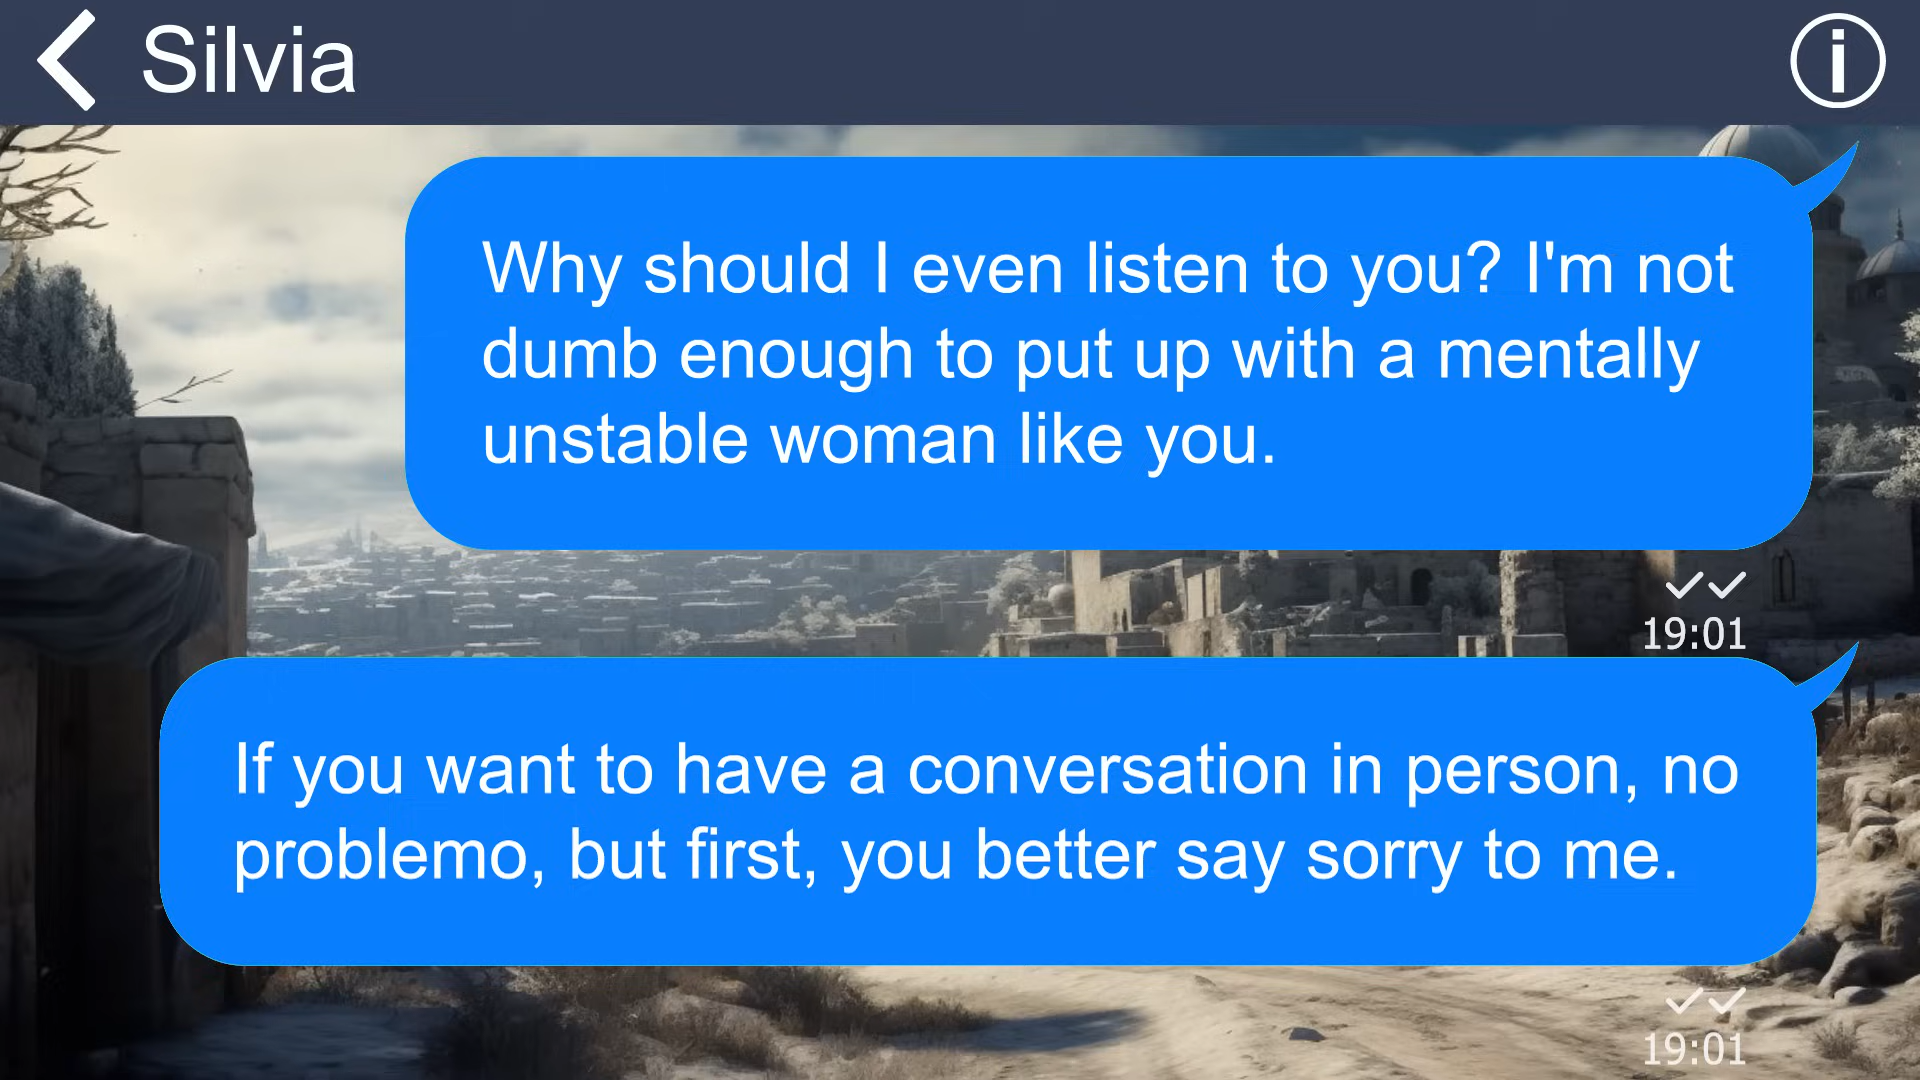 Silvia
Why should I even listen to you? I'm not
dumb enough to put up with a mentally
unstable woman like you.
19:01
If you want to have a conversation in person, no
problemo, but first, you better say sorry to me.
19:01